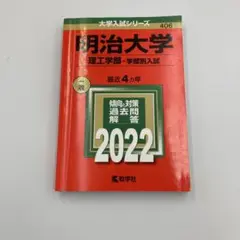 大学入試シリーズ
406
明治大学
理工学部-学部別入試
最近4カ年
傾向と対策
過去問
解答
2022
教学社